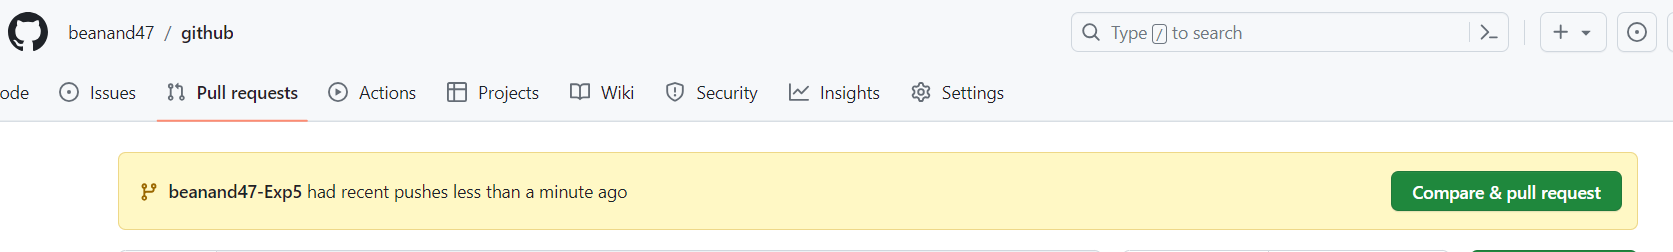 beanand47 / github
Type / to search
ode Issues Pull requests Actions Projects Wiki Security Insights Settings
beanand47-Exp5 had recent pushes less than a minute ago
Compare & pull request